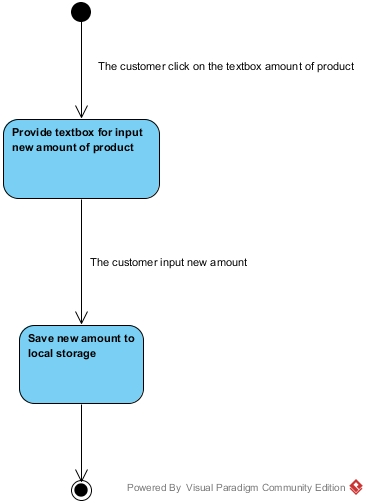 The customer click on the textbox amount of product
Provide textbox for input
new amount of product
The customer input new amount
Save new amount to
local storage
Powered By Visual Paradigm Community Edition